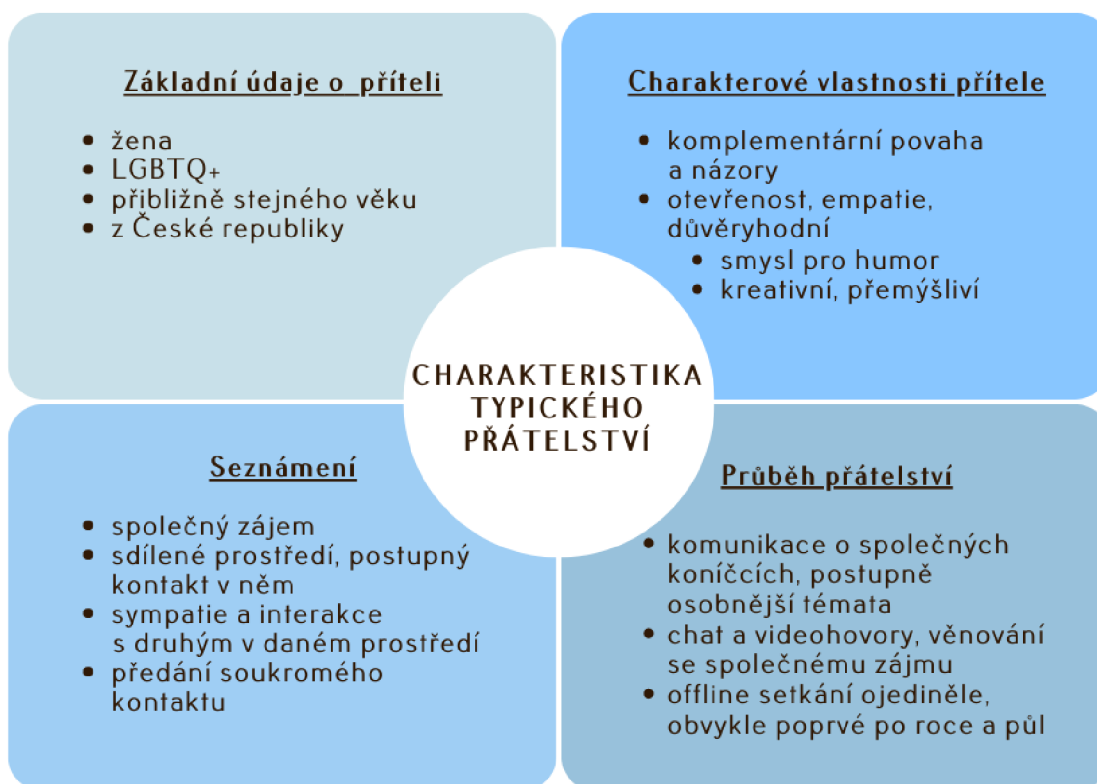 Základní údaje o příteli
• žena
• LGBTQ+
• přibližně stejného věku
• z České republiky
Charakterové vlastnosti přítele
• komplementární povaha
a názory
• otevřenost, empatie,
důvěryhodní
• smysl pro humor
• kreativní, přemýšliví
CHARAKTERISTIKA
TYPICKÉHO
PŘÁTELSTVÍ
Seznámení
• společný zájem
• sdílené prostředí, postupný
kontakt v něm
• sympatie a interakce
s druhým v daném prostředí
• předání soukromého
kontaktu
Průběh přátelství
• komunikace o společných
koníčcích, postupně
osobnější témata
• chat a videohovory, věnování
se společnému zájmu
• offline setkání ojediněle,
obvykle poprvé po roce a půl